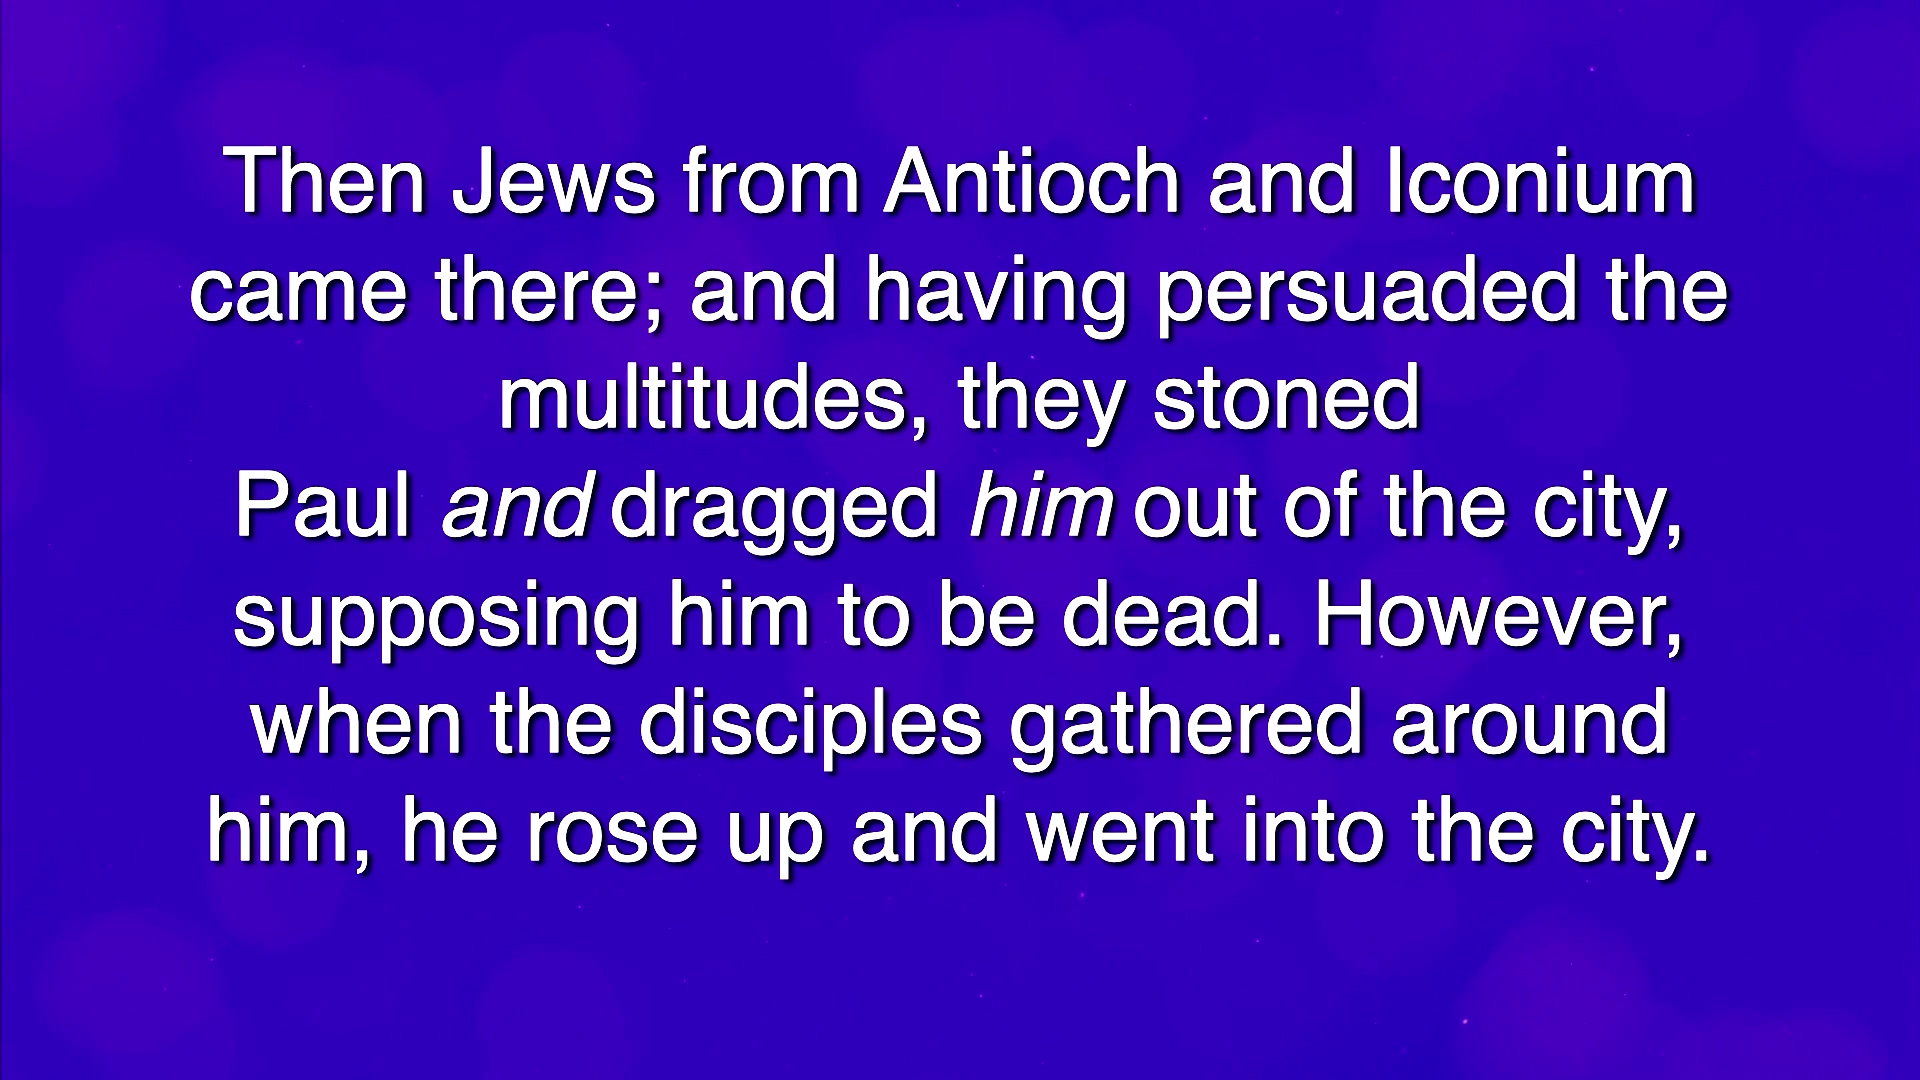 Then Jews from Antioch and Iconium
came there; and having persuaded the
multitudes, they stoned
Paul and dragged him out of the city,
supposing him to be dead. However,
when the disciples gathered around
him, he rose up and went into the city.